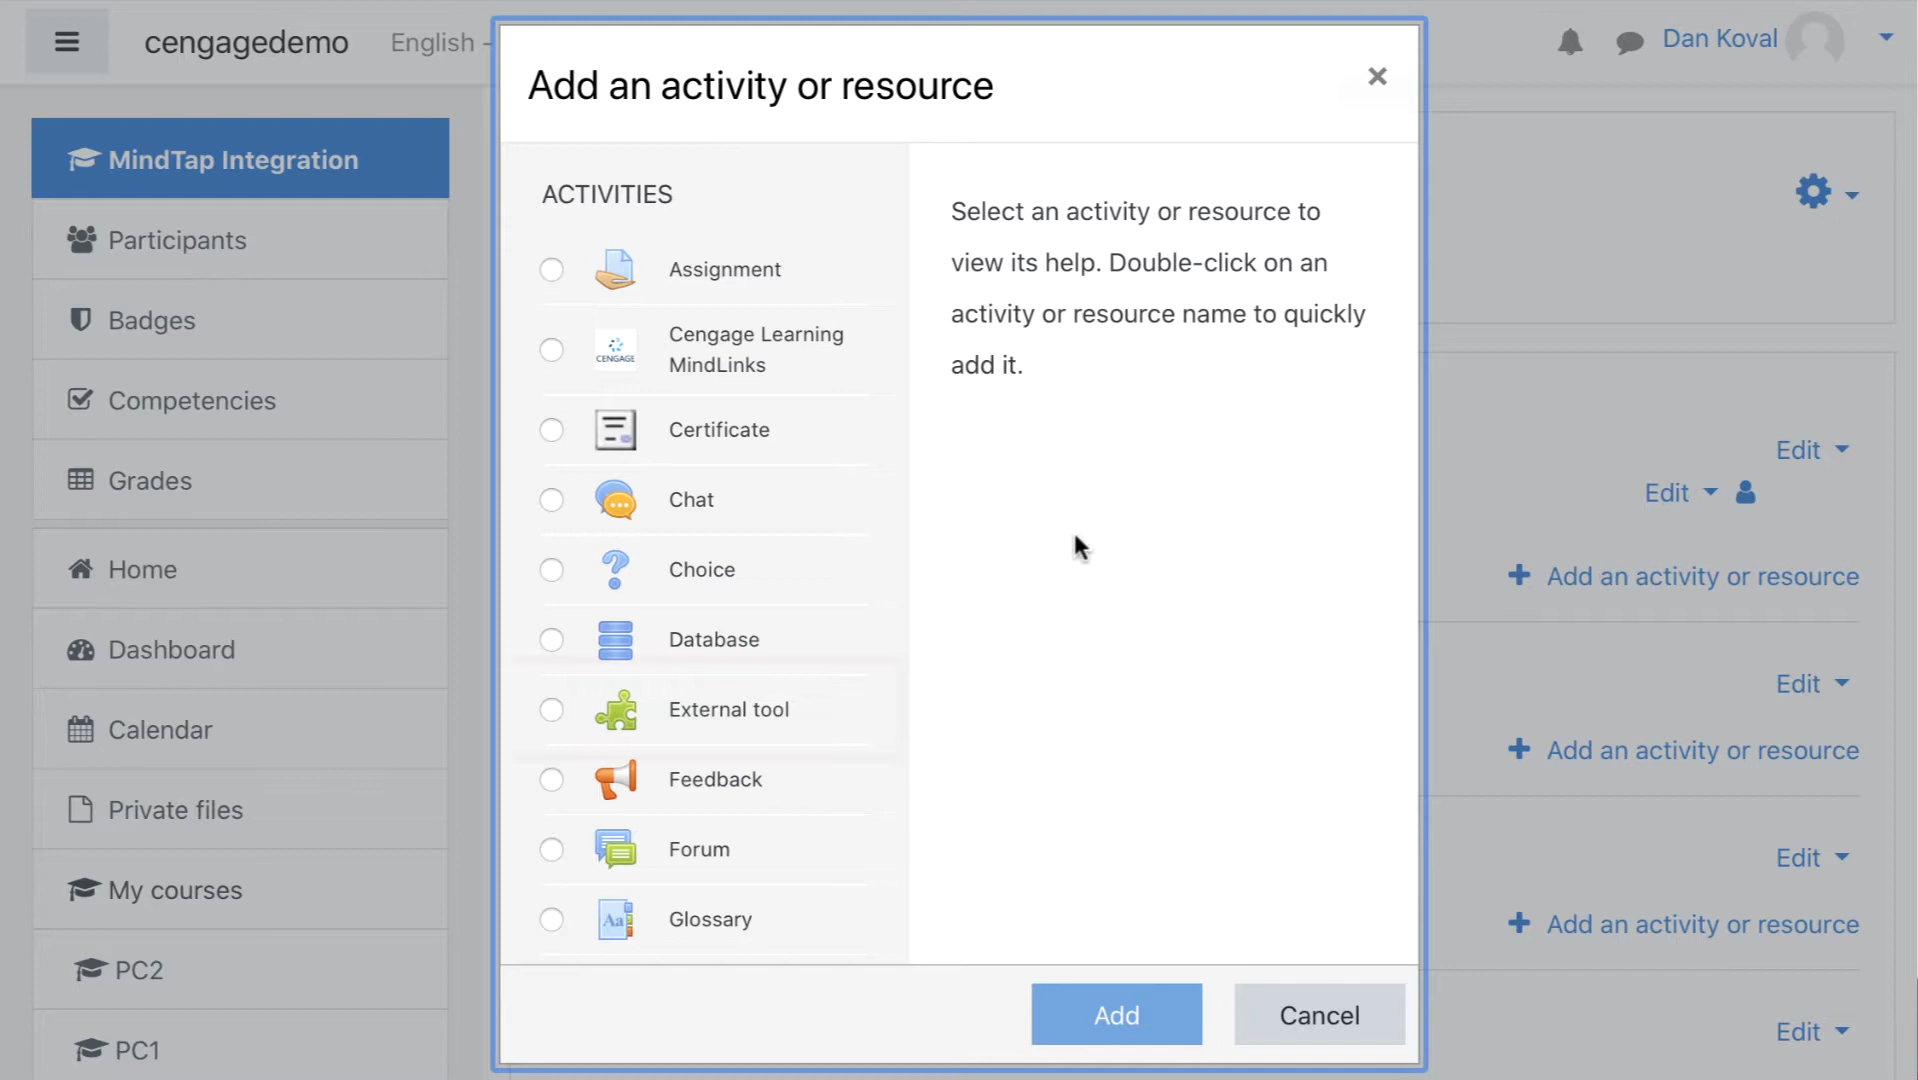 cengagedemo
English
Dan Koval
MindTap Integration
Participants
Badges
Competencies
Grades
Home
Dashboard
Calendar
Private files
My courses
PC2
PC1
Add an activity or resource
×
ACTIVITIES
Assignment
CENGAGE
Cengage Learning
MindLinks
Certificate
Chat
Choice
Database
External tool
Feedback
Forum
Aa
Glossary
Select an activity or resource to
view its help. Double-click on an
activity or resource name to quickly
add it.
Add
Cancel
Edit
Edit
Add an activity or resource
Edit
Add an activity or resource
Edit
Add an activity or resource
Edit